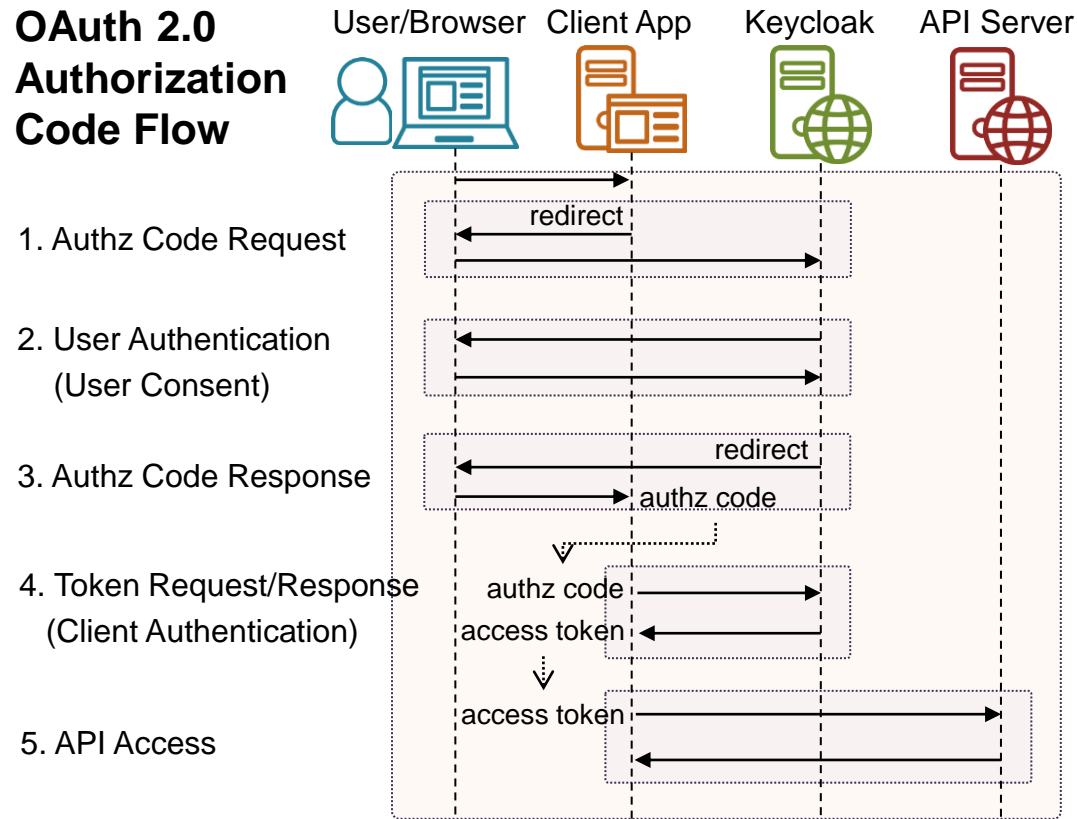 OAuth 2.0
Authorization
Code Flow
User/Browser
Client App
Keycloak
API Server
1. Authz Code Request
redirect
2. User Authentication
(User Consent)
3. Authz Code Response
redirect
authz code
4. Token Request/Response
(Client Authentication)
authz code
access token
5. API Access
access token